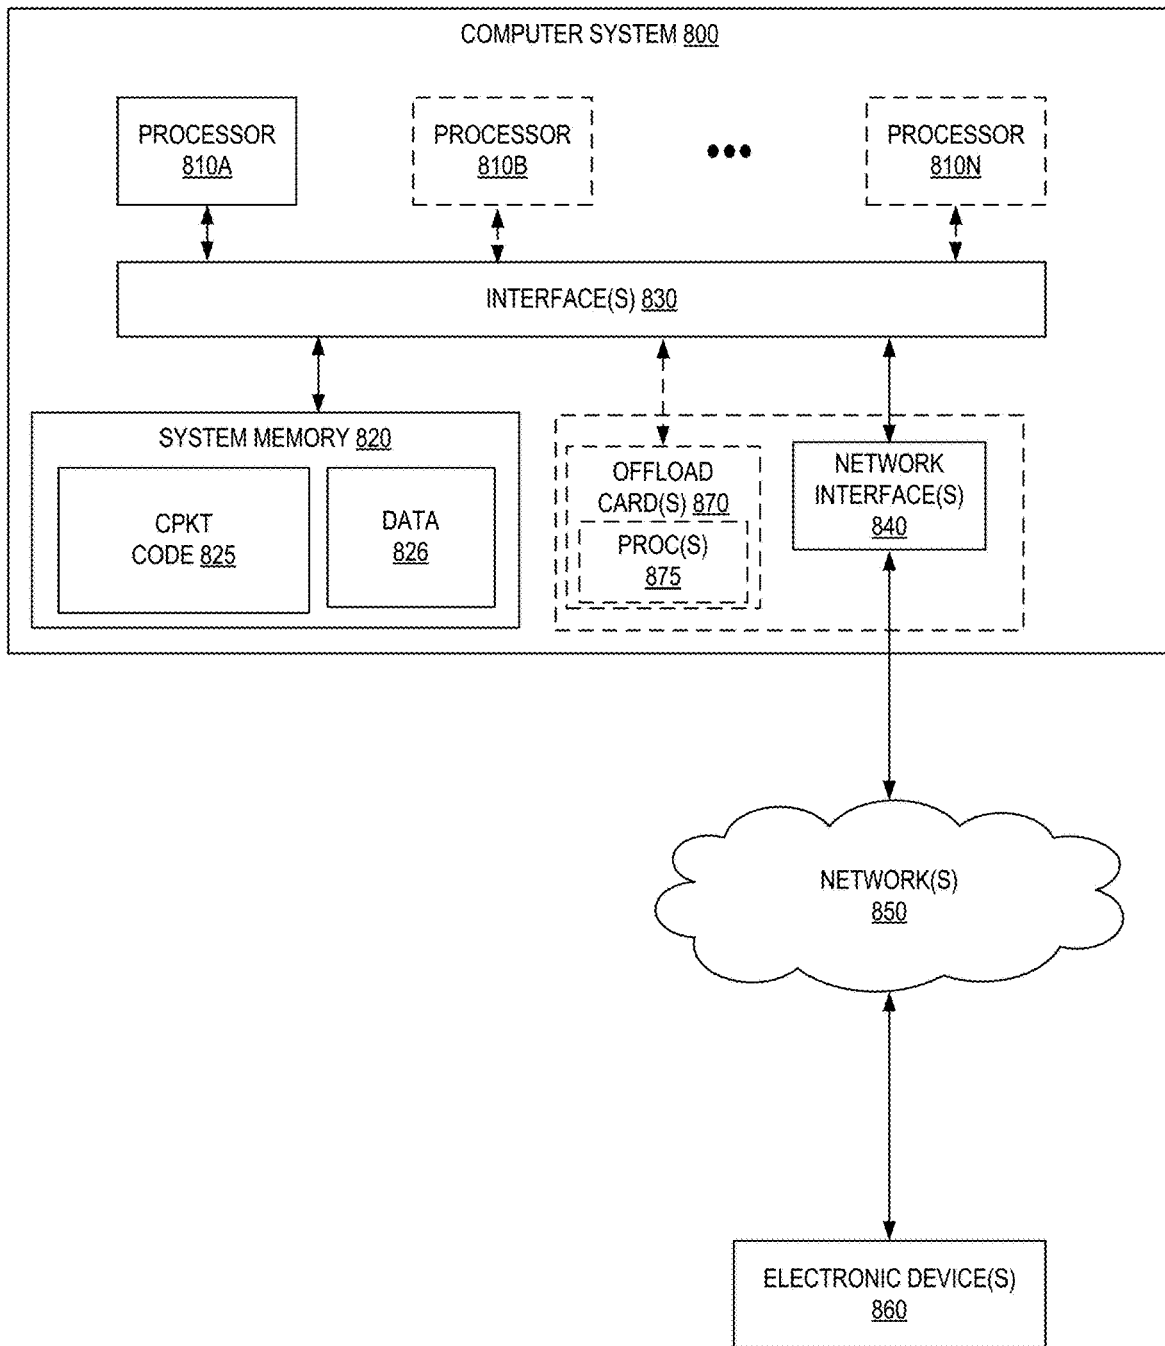 COMPUTER SYSTEM 800
PROCESSOR
810A
PROCESSOR
810B
PROCESSOR
810N
INTERFACE(S) 830
SYSTEM MEMORY 820
CPKT
CODE 825
DATA
826
OFFLOAD
CARD(S) 870
PROC(S)
875
NETWORK
INTERFACE(S)
840
NETWORK(S)
850
ELECTRONIC DEVICE(S)
860